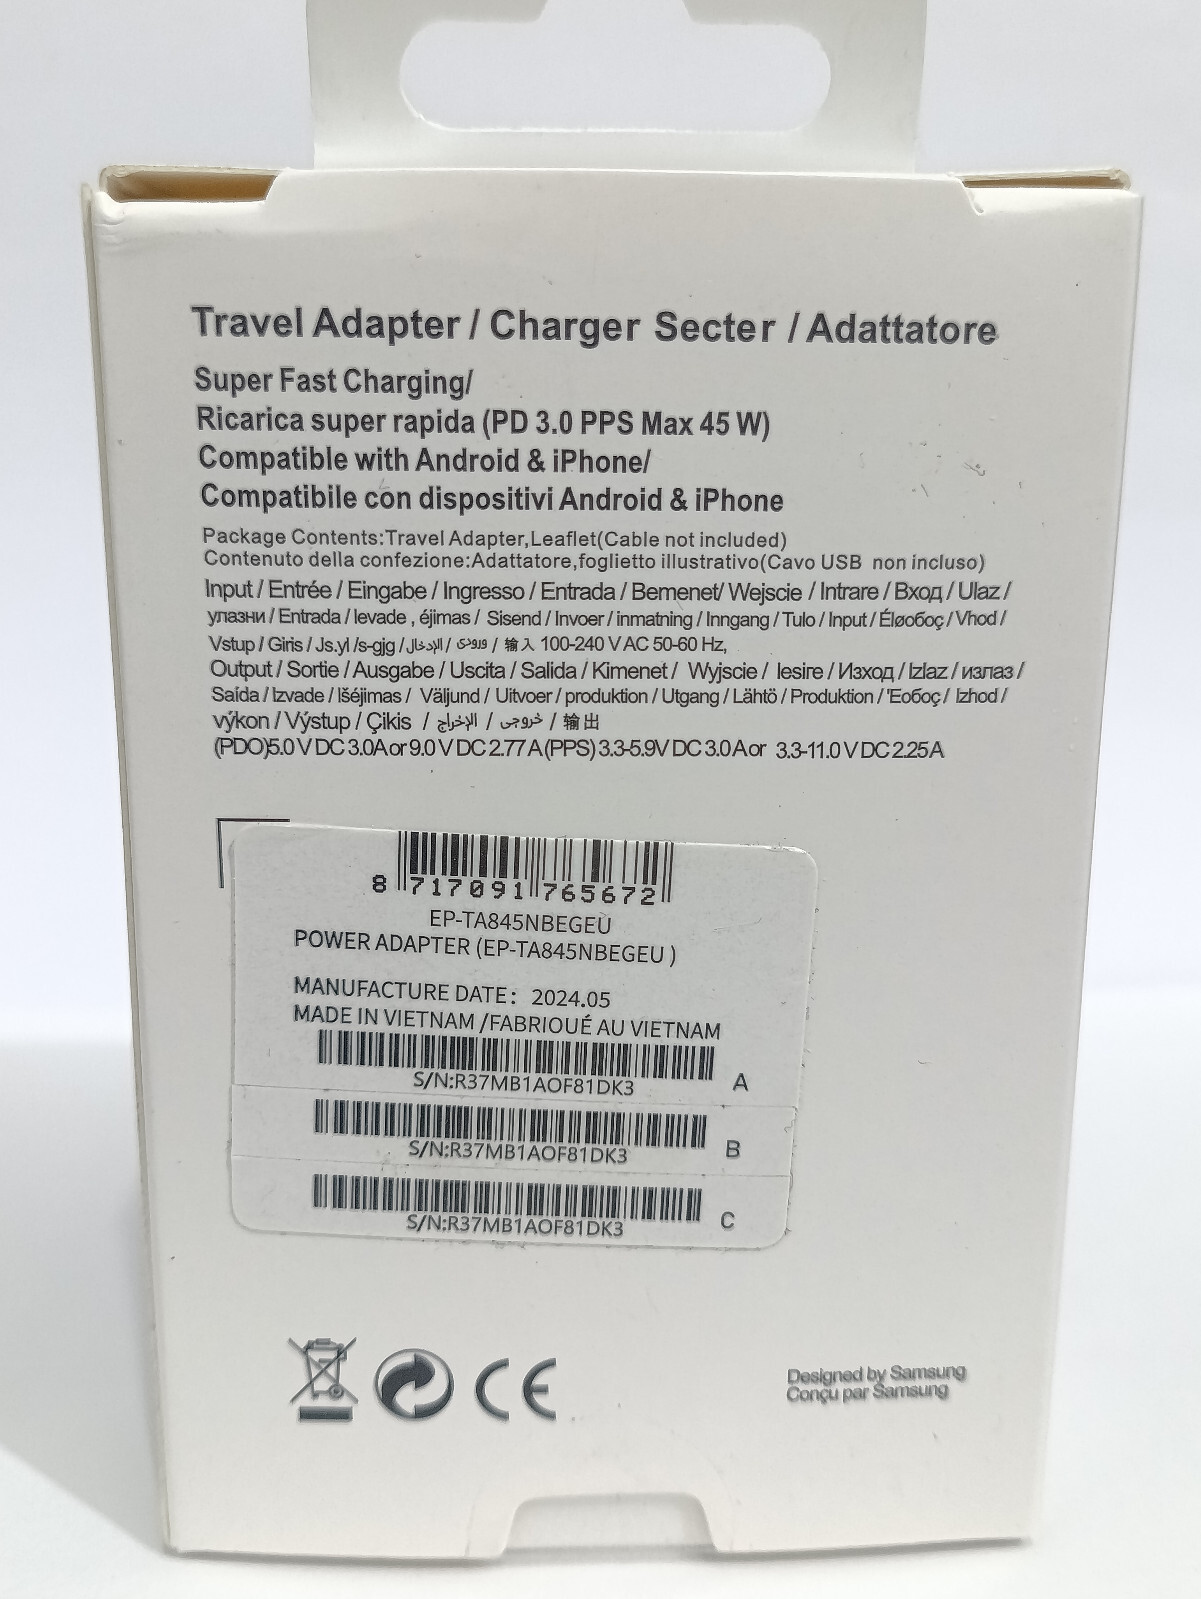 Travel Adapter / Charger Secter / Adattatore
Super Fast Charging/
Ricarica super rapida (PD 3.0 PPS Max 45 W)
Compatible with Android & iPhone/
Compatibile con dispositivi Android & iPhone
Package Contents:Travel Adapter,Leaflet(Cable not included)
Contenuto della confezione:Adattatore,foglietto illustrativo(Cavo USB non incluso)
Input / Entrée / Eingabe / Ingresso / Entrada / Bemenet/ Wejscie / Intrare / Вход / Ulaz /
улазни / Entrada / Ievade , éjimas / Sisend / Invoer / inmatning / Inngang / Tulo / Input / Éløoбoç / Vhod /
Vstup / Giris / Js.yl /s-gjg / الإدخال / ورودی / 输入 100-240 V AC 50-60 Hz,
Output / Sortie / Ausgabe / Uscita / Salida / Kimenet / Wyjscie / Iesire / Изход / Izlaz / излаз /
Saída / Izvade / Išéjimas / Väljund / Uitvoer / produktion / Utgang / Lähtö / Produktion / 'Eoбoç / Izhod /
výkon / Výstup / Çikis / الإخراج / خروجی / 输出
(PDO)5.0 V DC 3.0A or 9.0 V DC 2.77 A (PPS) 3.3-5.9V DC 3.0A or 3.3-11.0 V DC 2.25A
8 717091 765672
EP-TA845NBEGEU
POWER ADAPTER (EP-TA845NBEGEU )
MANUFACTURE DATE: 2024.05
MADE IN VIETNAM /FABRIOUÉ AU VIETNAM
S/N:R37MB1AOF81DK3 A
S/N:R37MB1AOF81DK3 B
S/N:R37MB1AOF81DK3 C
CE
Designed by Samsung
Conçu par Samsung